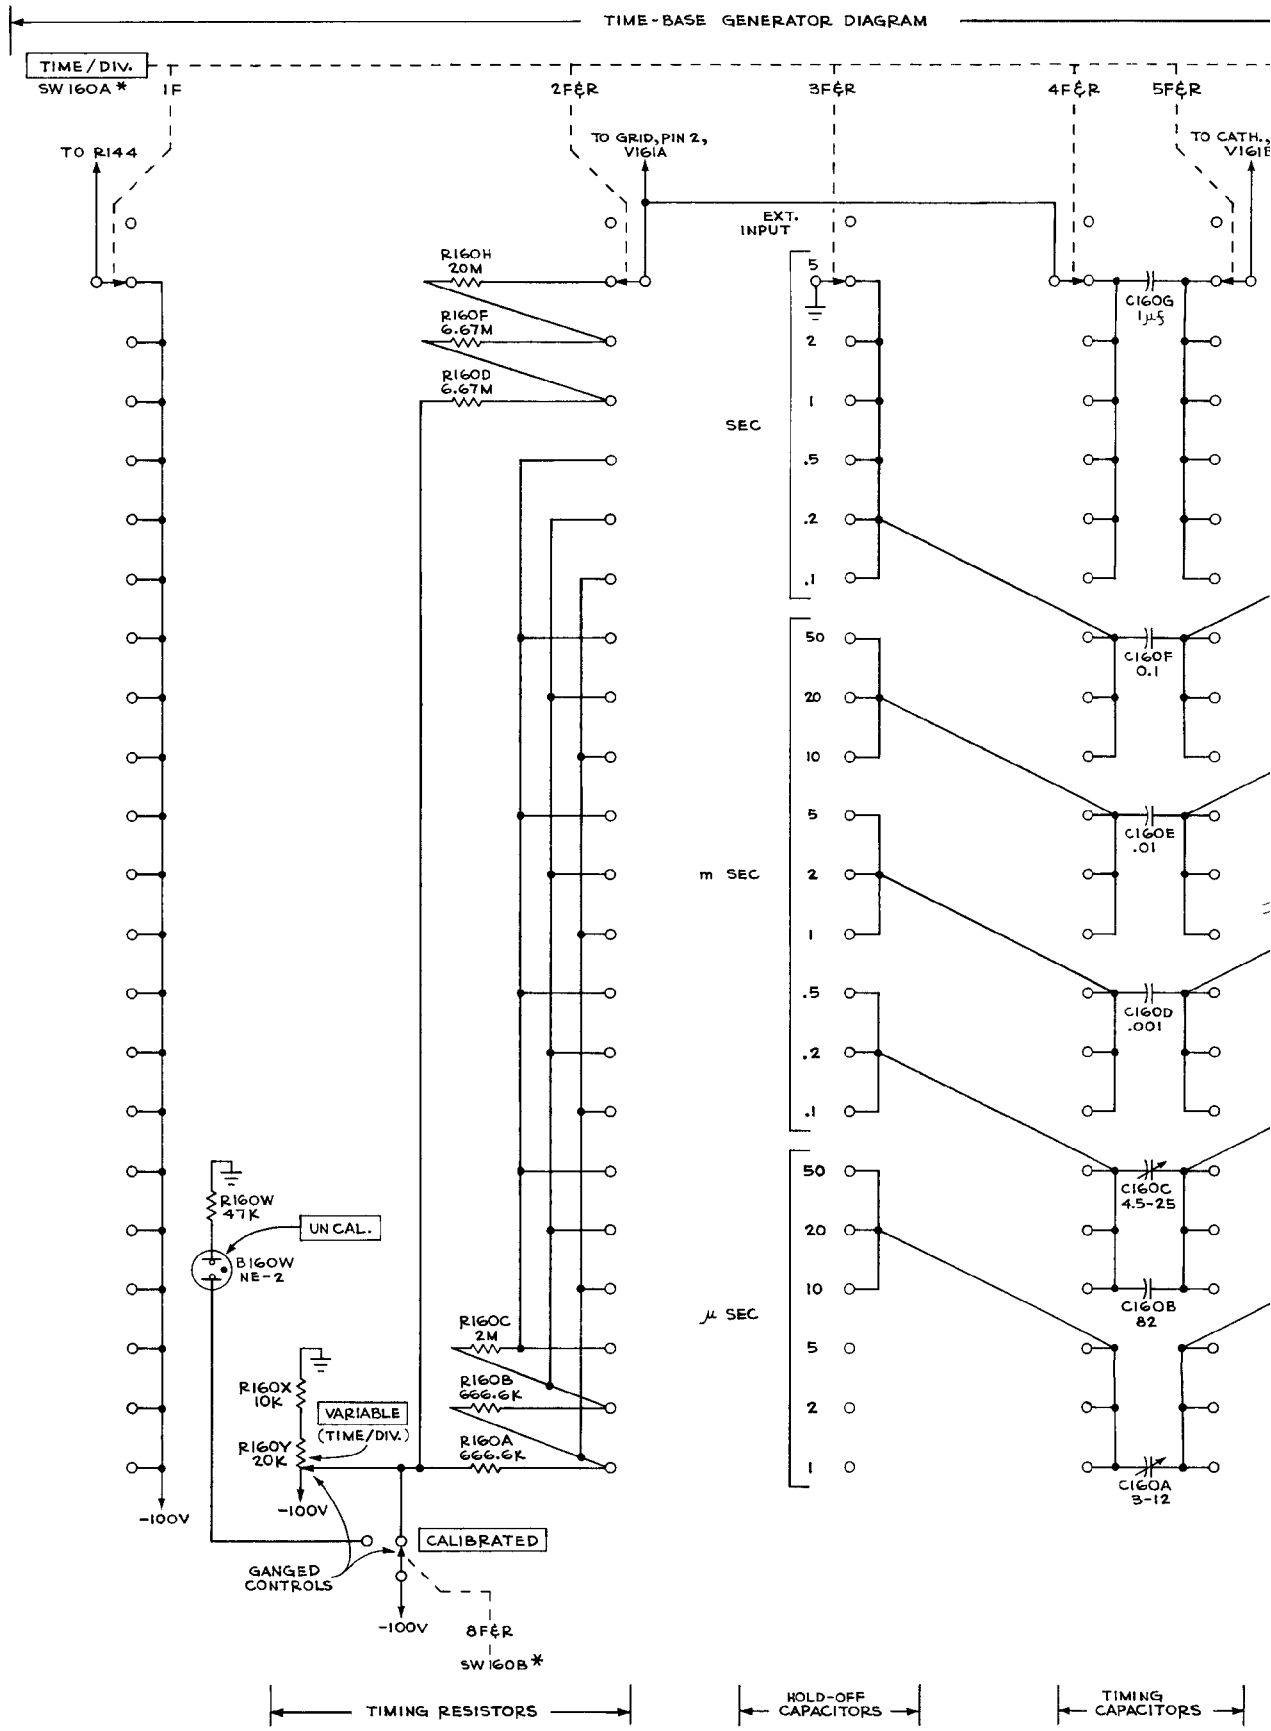 TIME-BASE GENERATOR DIAGRAM
TIME/DIV.
SW160A*
1F
2F&R
3F&R
4F&R
5F&R
TO R144
TO GRID, PIN 2,
V161A
TO CATH.,
V161B
EXT.
INPUT
R160H
20M
5
C160G
1µf
R160F
6.67M
2
R160D
6.67M
1
SEC
.5
.2
.1
50
C160F
0.1
20
10
5
C160E
.01
m SEC
2
1
.5
C160D
.001
.2
.1
50
C160C
4.5-25
R160W
47K
UNCAL.
20
B160W
NE-2
10
C160B
82
µ SEC
R160C
2M
5
R160X
10K
R160B
666.6K
2
VARIABLE
(TIME/DIV.)
R160Y
20K
R160A
666.6K
1
C160A
3-12
-100V
-100V
CALIBRATED
GANGED
CONTROLS
-100V
8F&R
SW160B*
TIMING RESISTORS
HOLD-OFF
CAPACITORS
TIMING
CAPACITORS